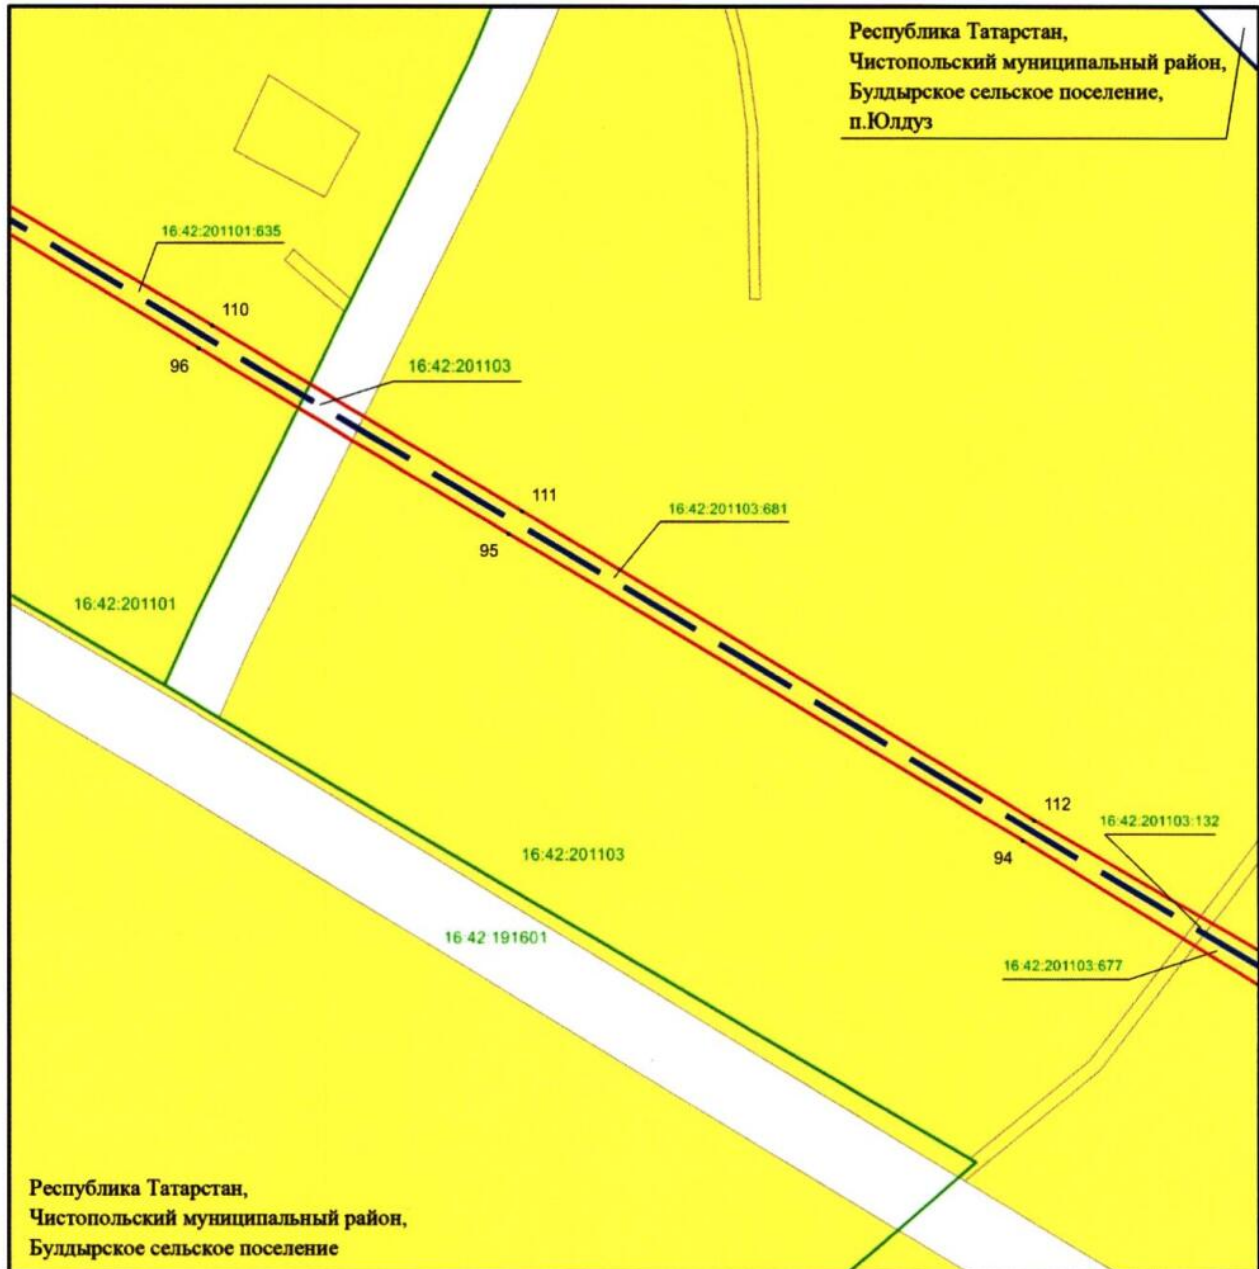 Республика Татарстан,
Чистопольский муниципальный район,
Булдырское сельское поселение,
п.Юлдуз
16:42:201101:635
110
96
16:42:201103
111
16:42:201103:681
95
16:42:201101
112
16:42:201103:132
16:42:201103
94
16:42 191601
16:42:201103:677
Республика Татарстан,
Чистопольский муниципальный район,
Булдырское сельское поселение